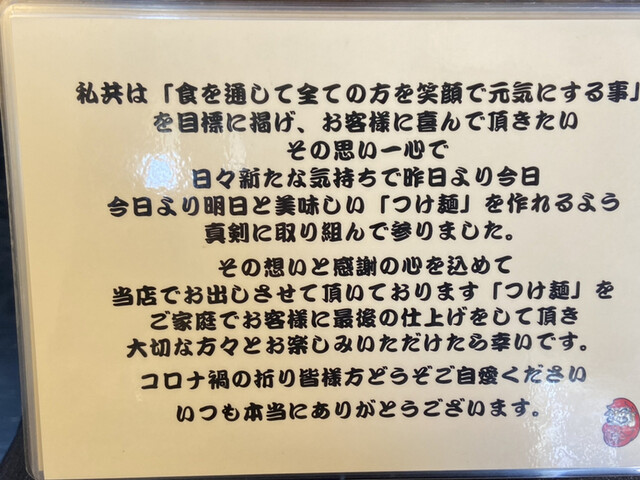 私共は「食を通して全ての方を笑顔で元気にする事」
を目標に掲げ、お客様に喜んで頂きたい
その思い一心で
日々新たな気持ちで昨日より今日
今日より明日と美味しい「つけ麺」を作れるよう
真剣に取り組んで参りました。
その想いと感謝の心を込めて
当店でお出しさせて頂いております「つけ麺」を
ご家庭でお客様に最後の仕上げをして頂き
大切な方々とお楽しみいただけたら幸いです。
コロナ禍の折り皆様方どうぞご自愛ください
いつも本当にありがとうございます。